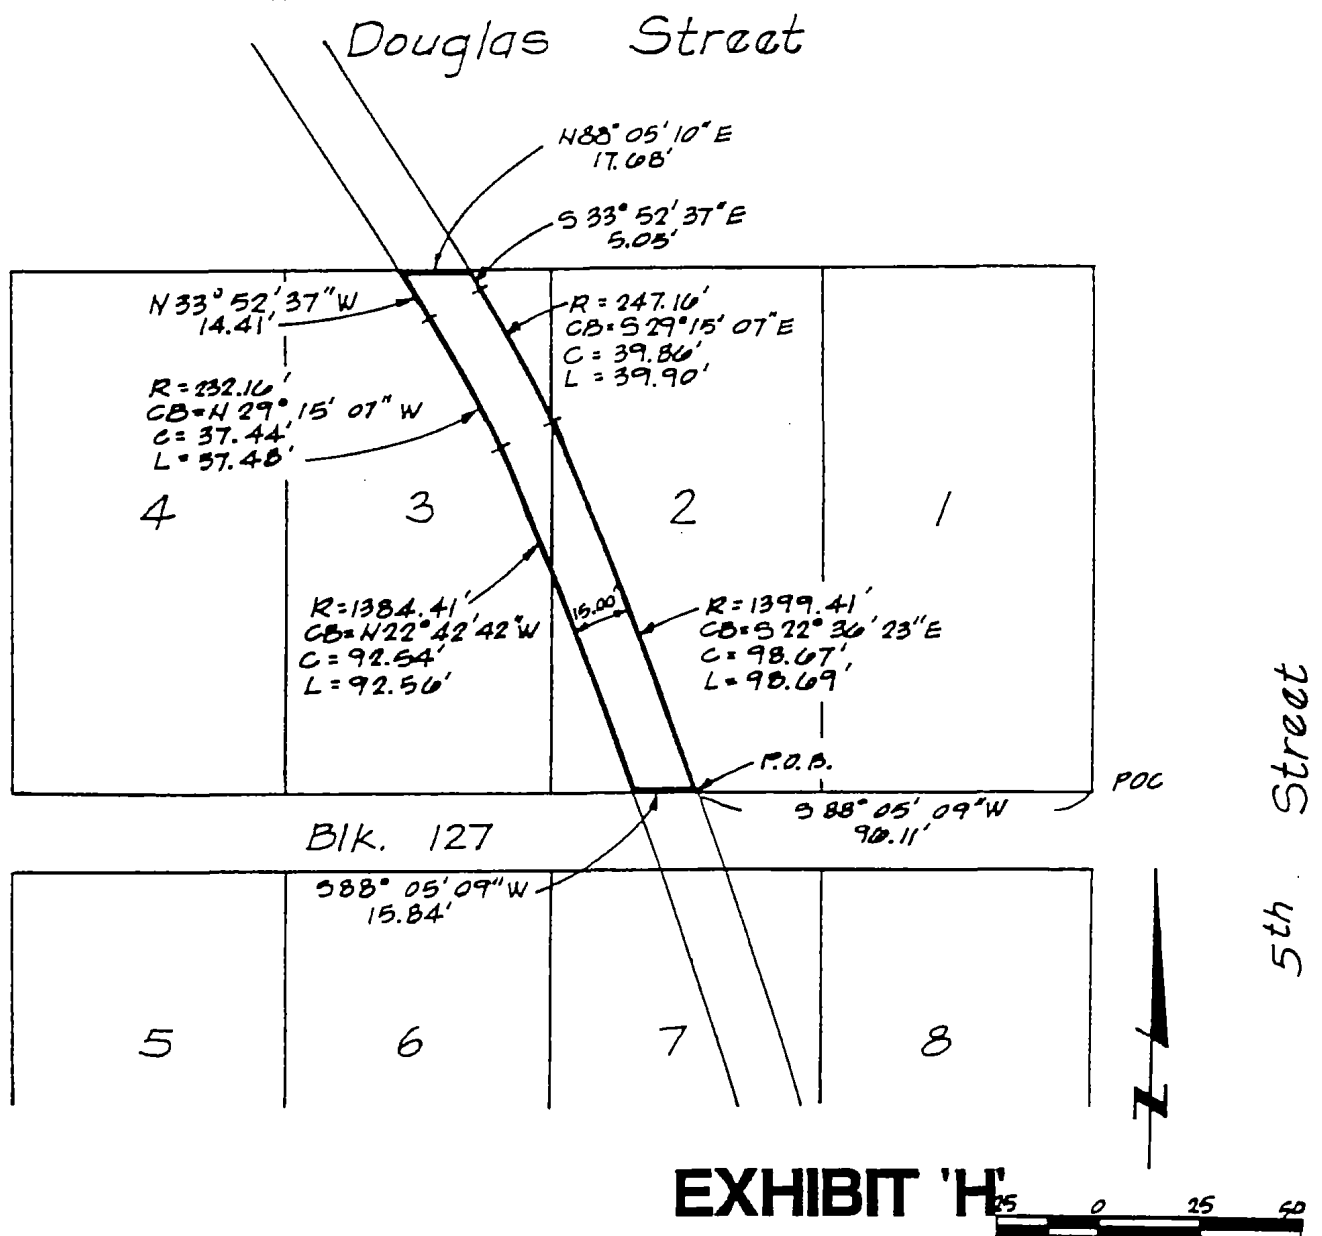 Douglas Street
N88° 05' 10" E
17.68'
S 33° 52' 37" E
5.05'
N 33° 52' 37" W
14.41'
R = 247.16'
CB = S 29° 15' 07" E
C = 39.86'
L = 39.90'
R = 232.16'
CB = N 29° 15' 07" W
C = 37.44'
L = 37.48'
4
3
2
1
R = 1384.41'
CB = N22° 42' 42" W
C = 92.54'
L = 92.56'
15.00'
R = 1399.41'
CB = S 22° 36' 23" E
C = 98.67'
L = 98.69'
P.O.B.
POC
S 88° 05' 09" W
96.11'
Blk. 127
S88° 05' 09" W
15.84'
5th Street
5
6
7
8
N
EXHIBIT 'H'
25 0 25 50